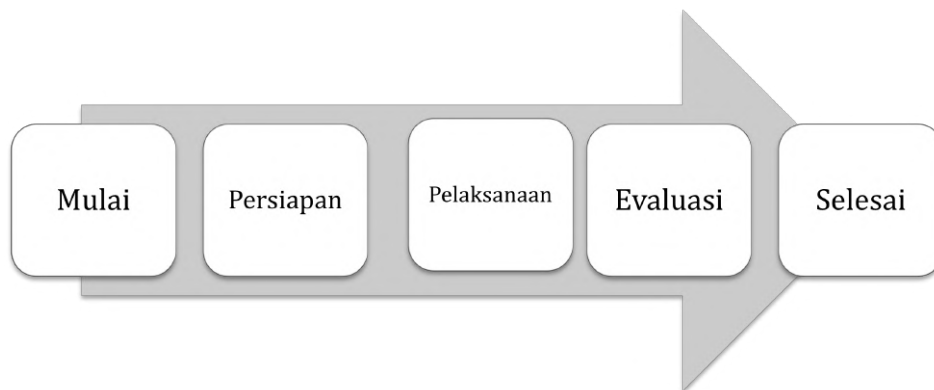 Mulai
Persiapan
Pelaksanaan
Evaluasi
Selesai